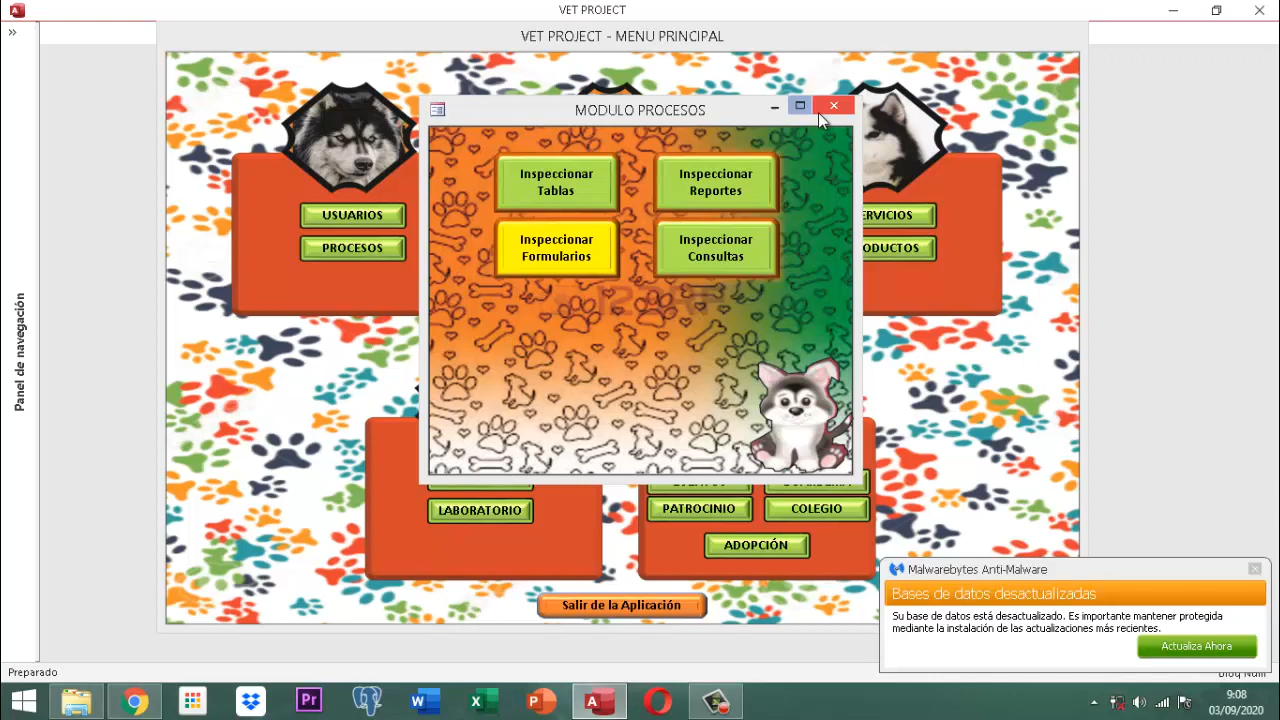 VET PROJECT
VET PROJECT - MENU PRINCIPAL
MODULO PROCESOS
Inspeccionar
Tablas
Inspeccionar
Reportes
Inspeccionar
Formularios
Inspeccionar
Consultas
USUARIOS
PROCESOS
PRODUCTOS
LABORATORIO
PATROCINIO
COLEGIO
ADOPCIÓN
Salir de la Aplicación
Panel de navegación
Malwarebytes Anti-Malware
Bases de datos desactualizadas
Su base de datos está desactualizado. Es importante mantener protegida
mediante la instalación de las actualizaciones más recientes.
Actualiza Ahora
Preparado
Bloq Num
9:08
03/09/2020